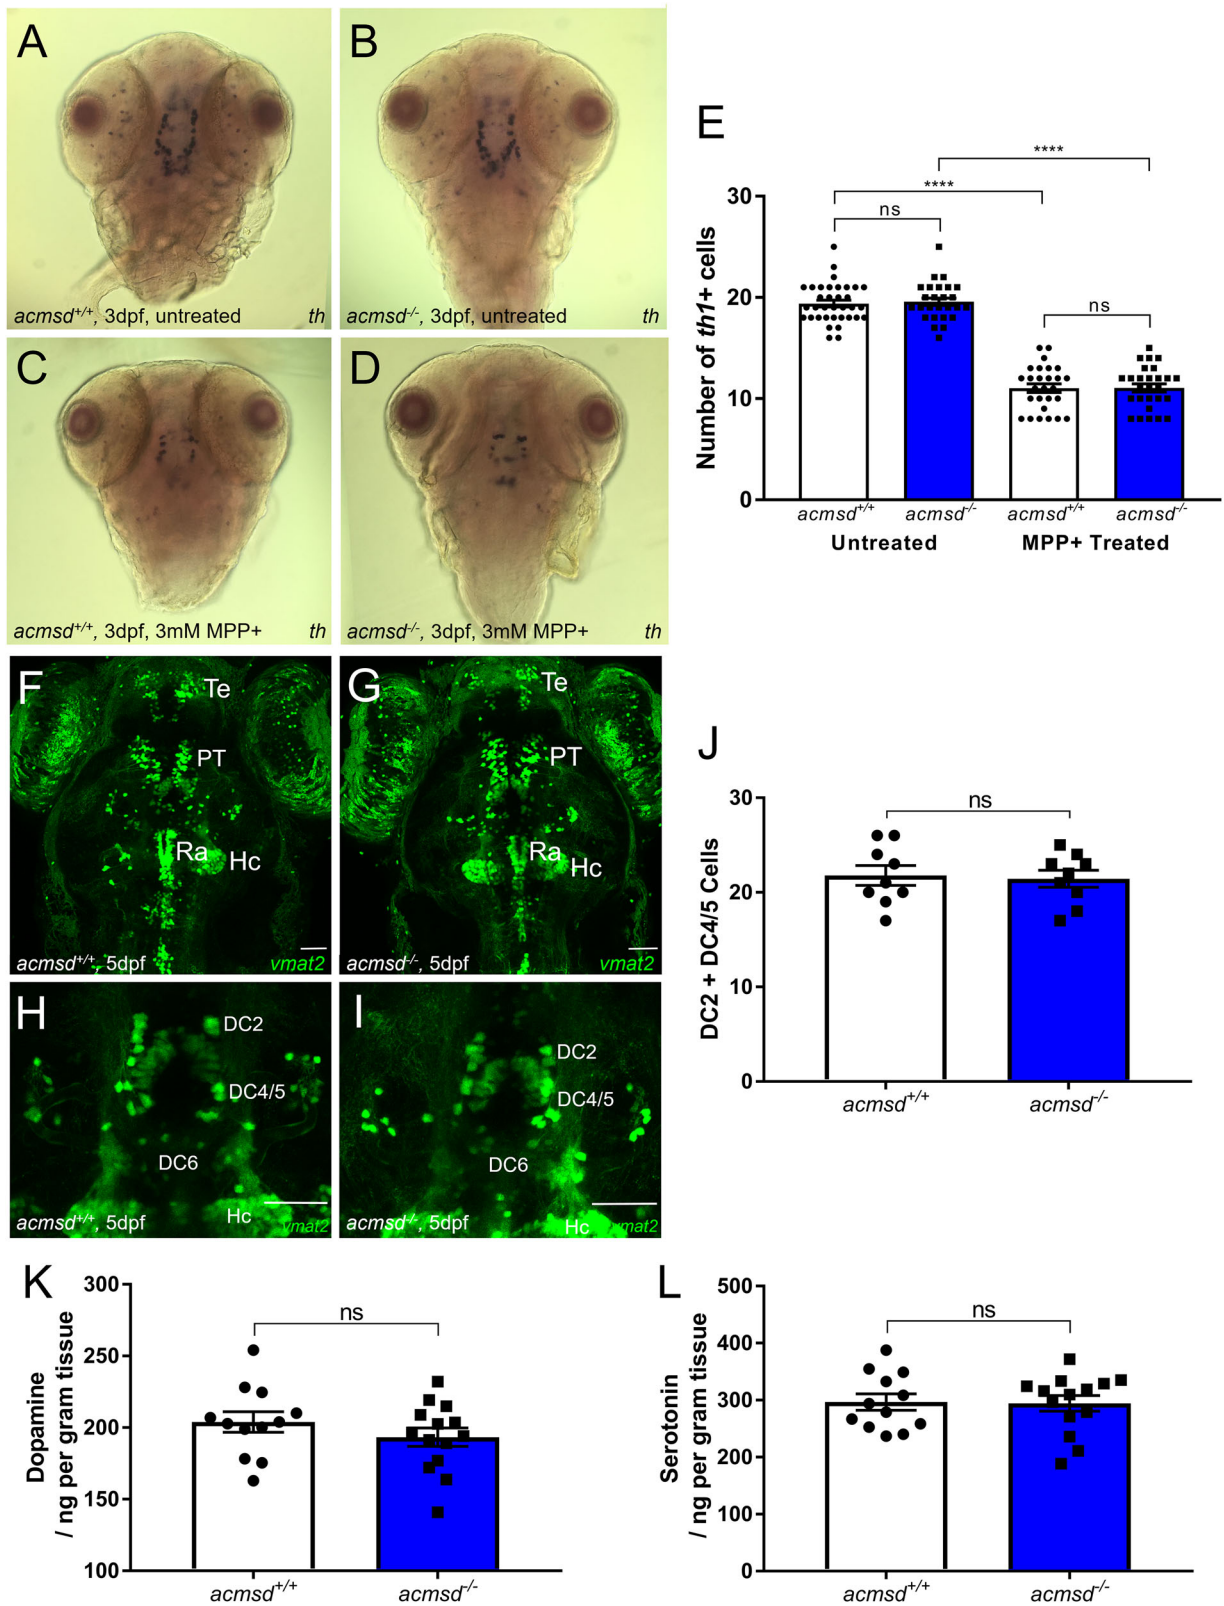 A
acmsd+/+, 3dpf, untreated th
B
acmsd-/-, 3dpf, untreated th
C
acmsd+/+, 3dpf, 3mM MPP+ th
D
acmsd-/-, 3dpf, 3mM MPP+ th
E
****
****
ns
ns
Number of th1+ cells
30
20
10
0
acmsd+/+ acmsd-/- acmsd+/+ acmsd-/-
Untreated MPP+ Treated
F
Te
PT
Ra
Hc
acmsd+/+, 5dpf vmat2
G
Te
PT
Ra
Hc
acmsd-/-, 5dpf vmat2
H
DC2
DC4/5
DC6
Hc
acmsd+/+, 5dpf vmat2
I
DC2
DC4/5
DC6
Hc
acmsd-/-, 5dpf vmat2
J
ns
DC2 + DC4/5 Cells
30
20
10
0
acmsd+/+ acmsd-/-
K
ns
Dopamine
/ ng per gram tissue
300
250
200
150
100
acmsd+/+ acmsd-/-
L
ns
Serotonin
/ ng per gram tissue
500
400
300
200
100
0
acmsd+/+ acmsd-/-